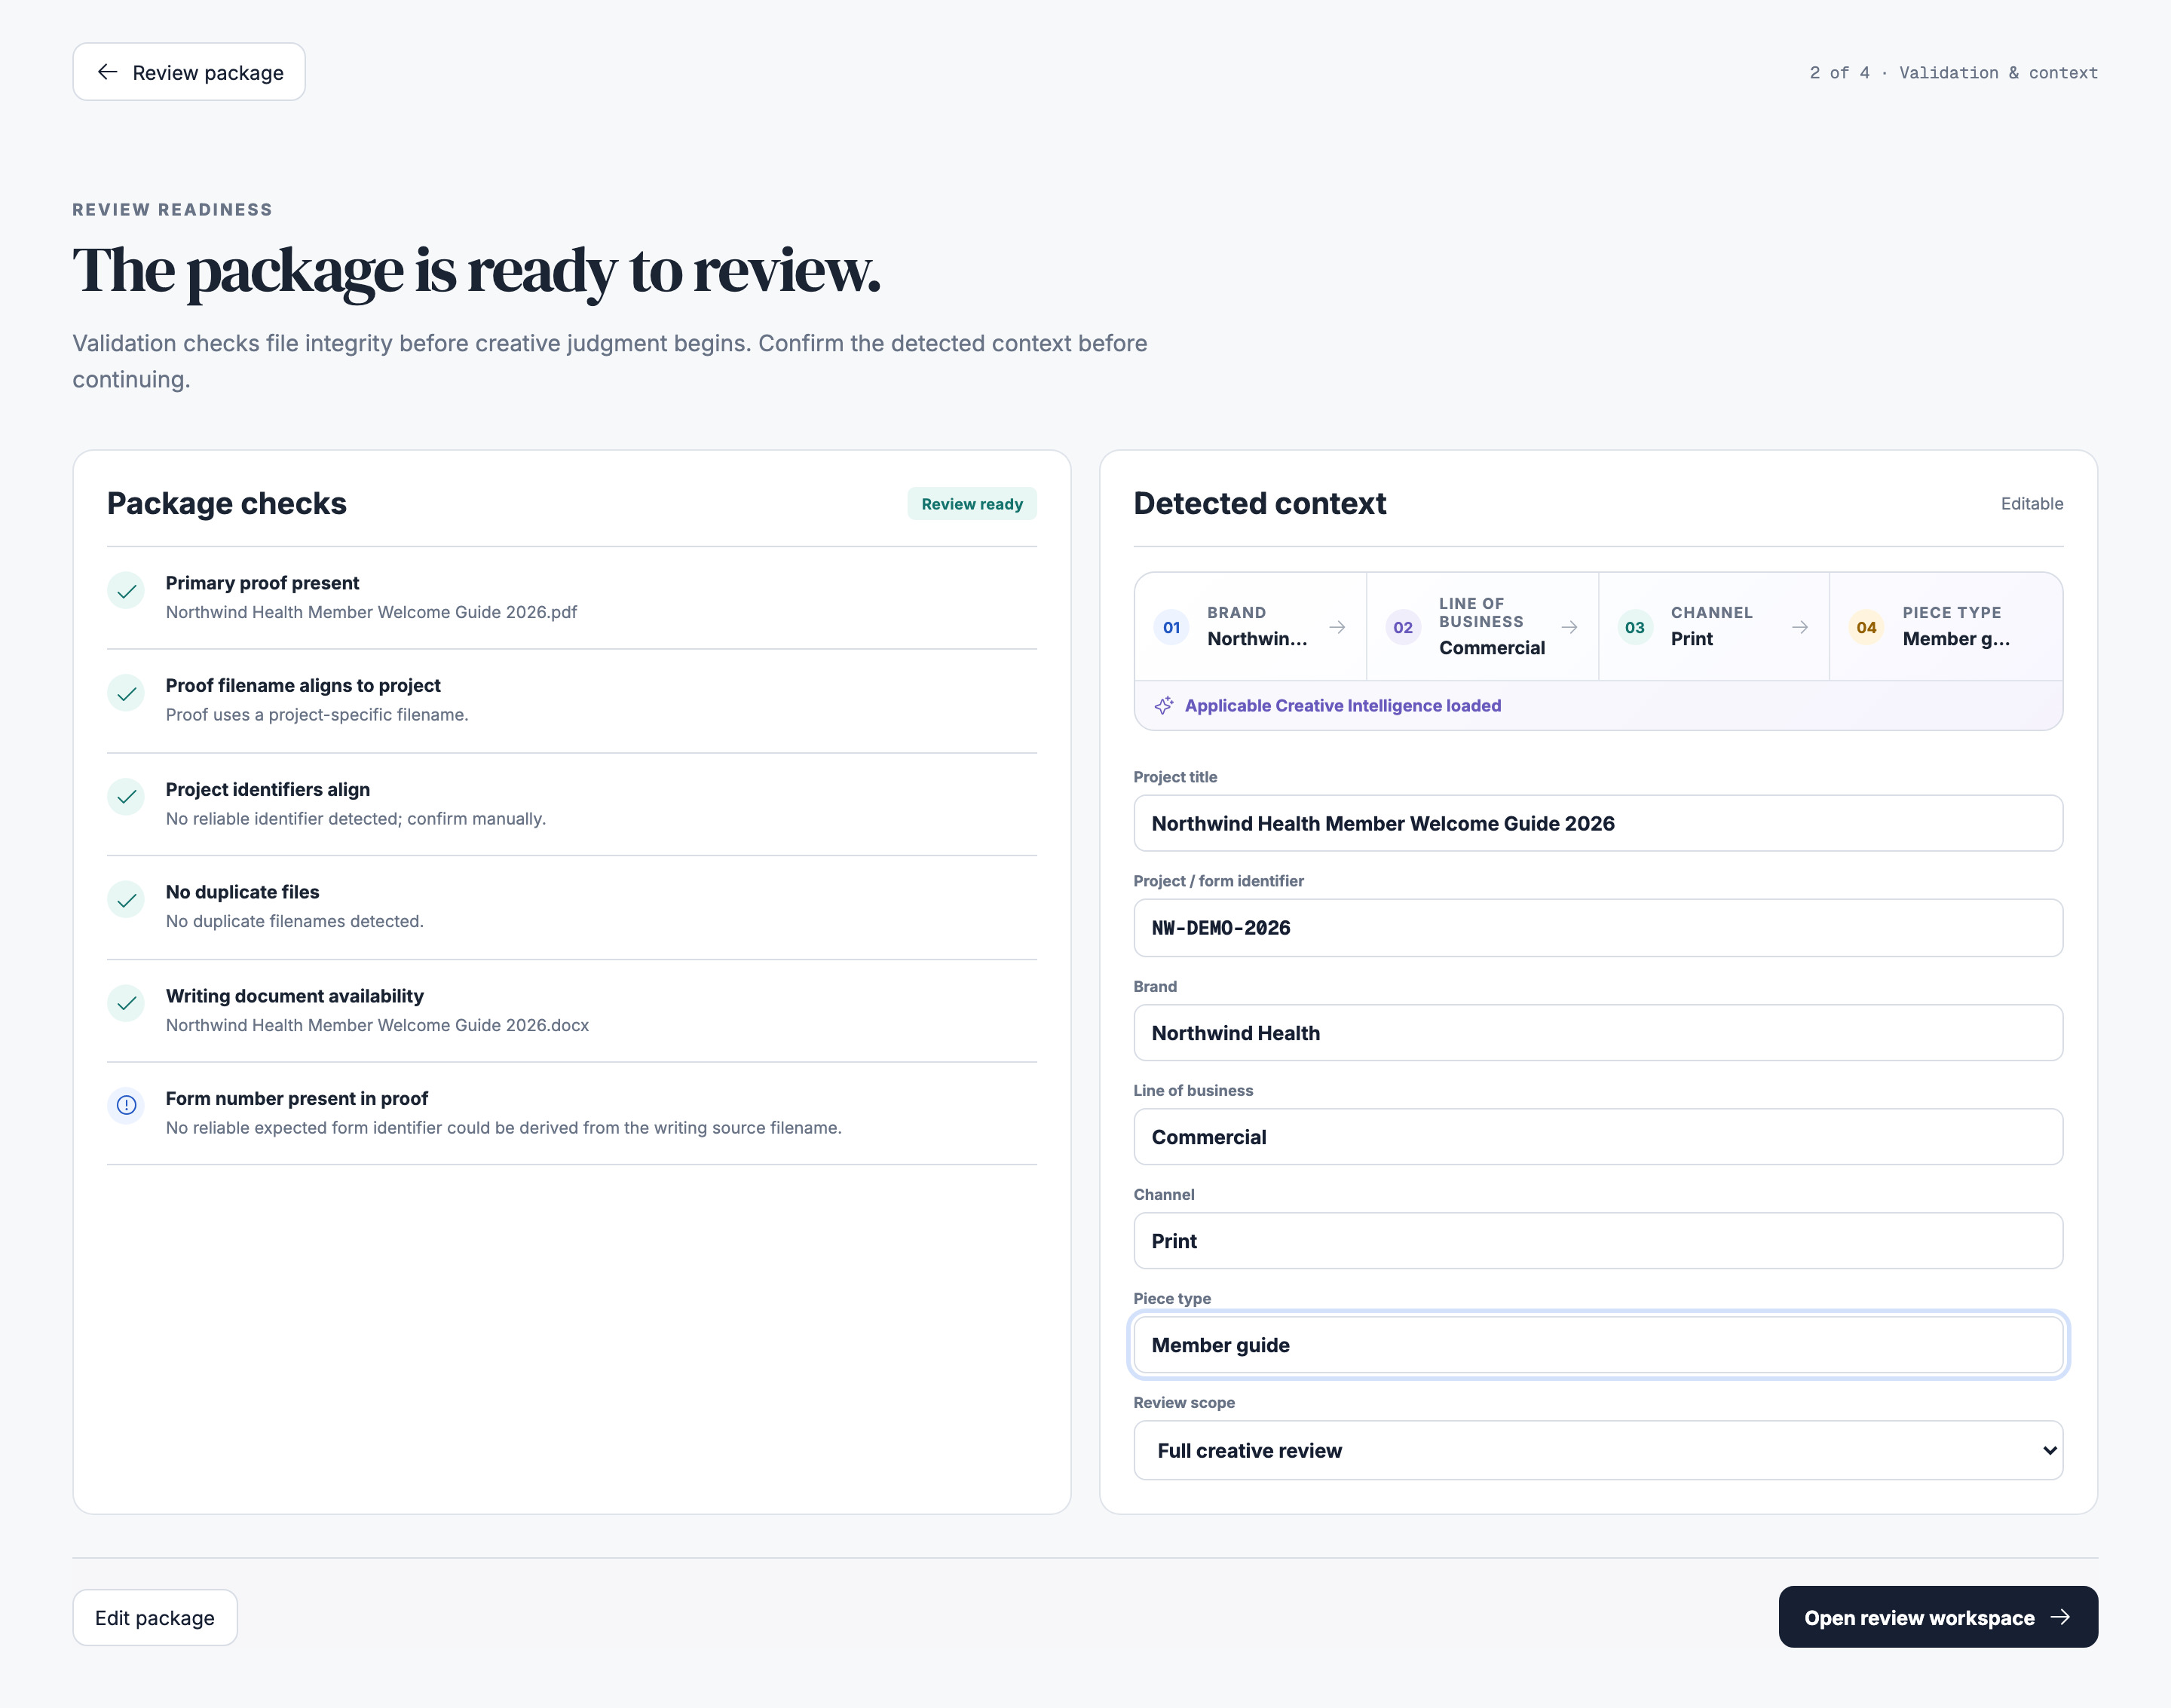 Review package
2 of 4 · Validation & context
REVIEW READINESS
The package is ready to review.
Validation checks file integrity before creative judgment begins. Confirm the detected context before
continuing.
Package checks
Review ready
Primary proof present
Northwind Health Member Welcome Guide 2026.pdf
Proof filename aligns to project
Proof uses a project-specific filename.
Project identifiers align
No reliable identifier detected; confirm manually.
No duplicate files
No duplicate filenames detected.
Writing document availability
Northwind Health Member Welcome Guide 2026.docx
Form number present in proof
No reliable expected form identifier could be derived from the writing source filename.
Detected context
Editable
01
BRAND
Northwin...
02
LINE OF
BUSINESS
Commercial
03
CHANNEL
Print
04
PIECE TYPE
Member g...
Applicable Creative Intelligence loaded
Project title
Northwind Health Member Welcome Guide 2026
Project / form identifier
NW-DEMO-2026
Brand
Northwind Health
Line of business
Commercial
Channel
Print
Piece type
Member guide
Review scope
Full creative review
Edit package
Open review workspace